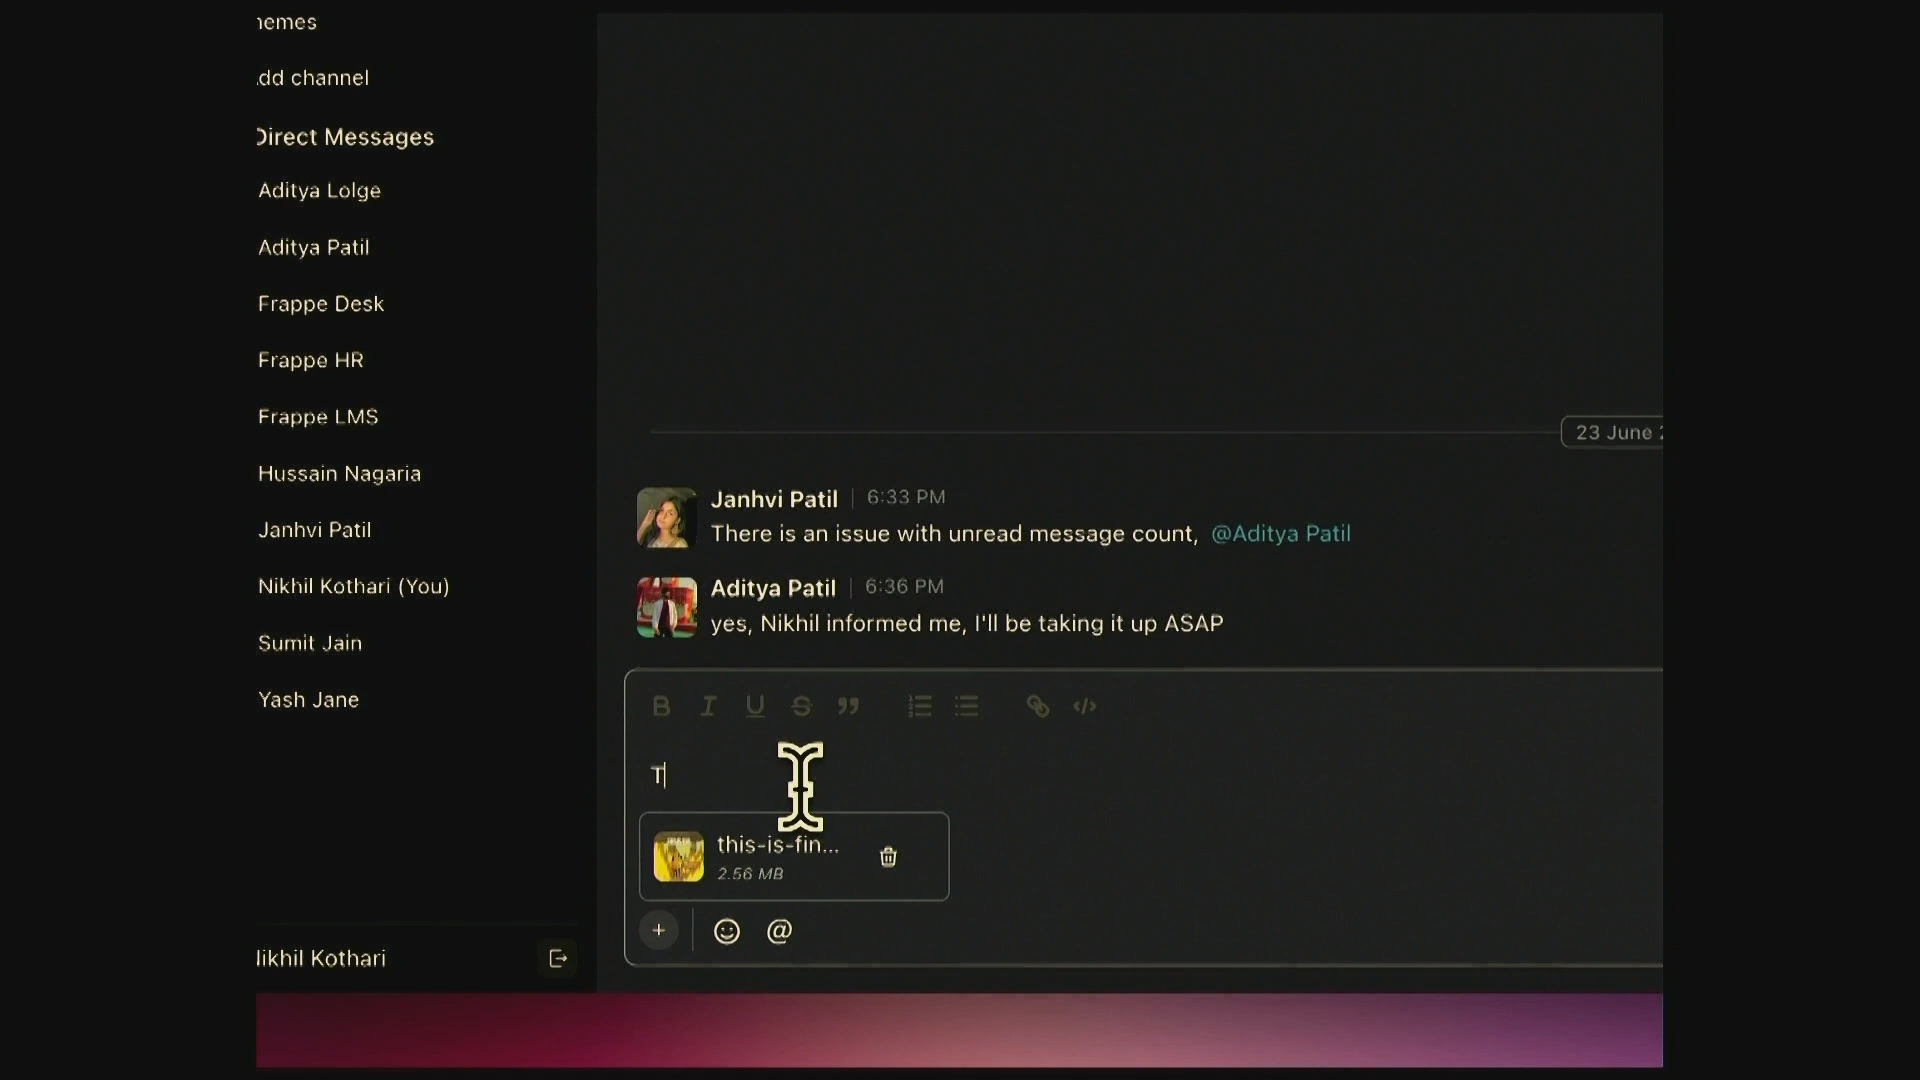 emes
dd channel
Direct Messages
Aditya Lolge
Aditya Patil
Frappe Desk
Frappe HR
Frappe LMS
Hussain Nagaria
Janhvi Patil
Nikhil Kothari (You)
Sumit Jain
Yash Jane
ikhil Kothari
23 June
Janhvi Patil | 6:33 PM
There is an issue with unread message count, @Aditya Patil
Aditya Patil | 6:36 PM
yes, Nikhil informed me, I'll be taking it up ASAP
T
this-is-fin...
2.56 MB